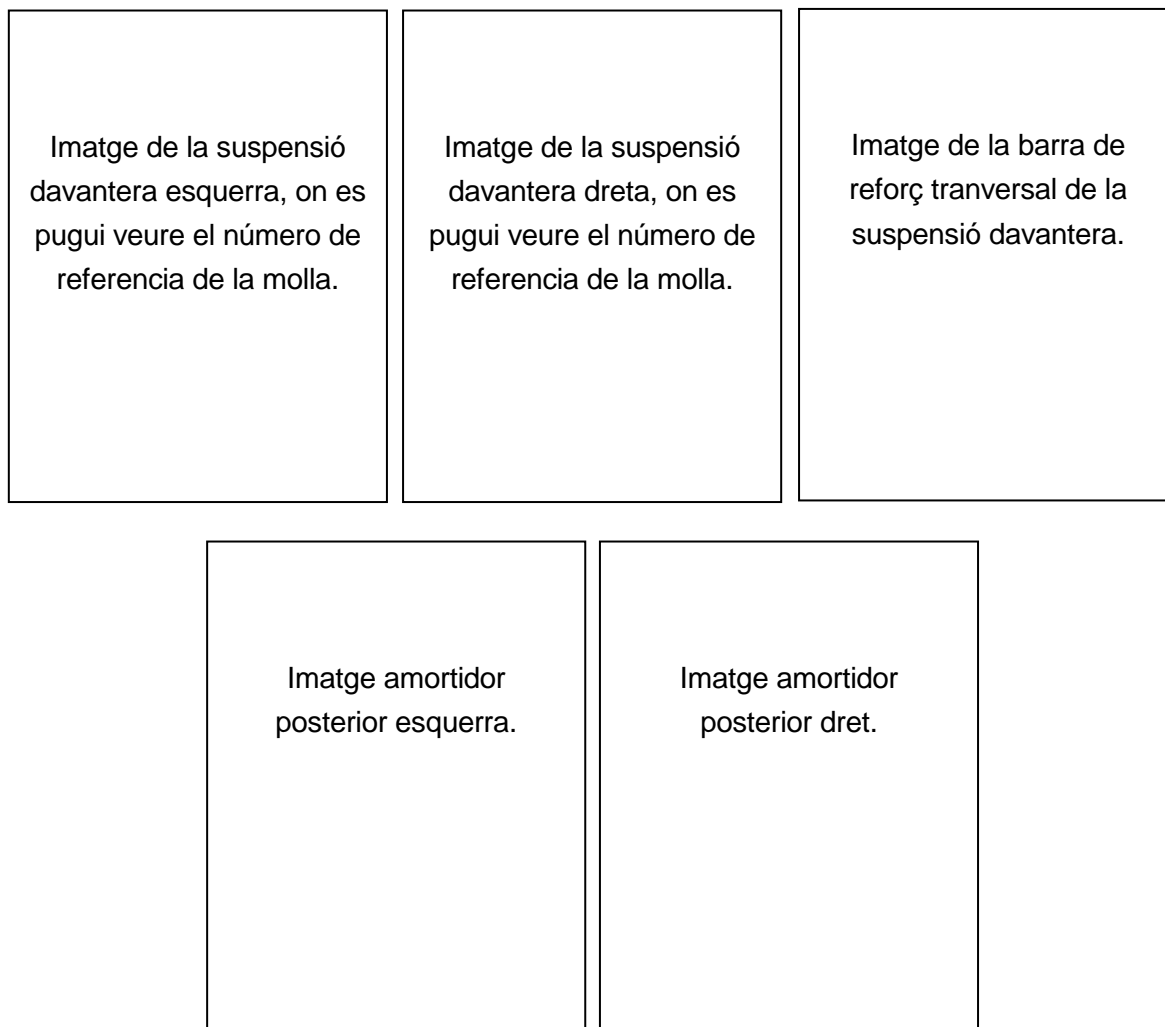 Imatge de la suspensió
davantera esquerra, on es
pugui veure el número de
referencia de la molla.
Imatge de la suspensió
davantera dreta, on es
pugui veure el número de
referencia de la molla.
Imatge de la barra de
reforç tranversal de la
suspensió davantera.
Imatge amortidor
posterior esquerra.
Imatge amortidor
posterior dret.